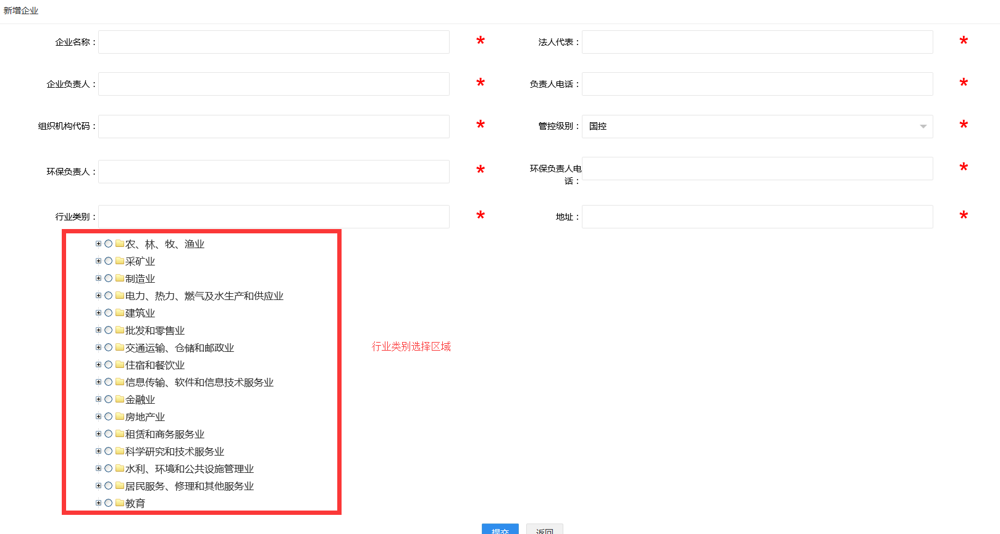 新增企业
企业名称： * 法人代表： *
企业负责人： * 负责人电话： *
组织机构代码： * 管控级别： 国控 *
环保负责人： * 环保负责人电
话： *
行业类别： * 地址： *
农、林、牧、渔业
采矿业
制造业
电力、热力、燃气及水生产和供应业
建筑业
批发和零售业
交通运输、仓储和邮政业
行业类别选择区域
住宿和餐饮业
信息传输、软件和信息技术服务业
金融业
房地产业
租赁和商务服务业
科学研究和技术服务业
水利、环境和公共设施管理业
居民服务、修理和其他服务业
教育
提交 返回